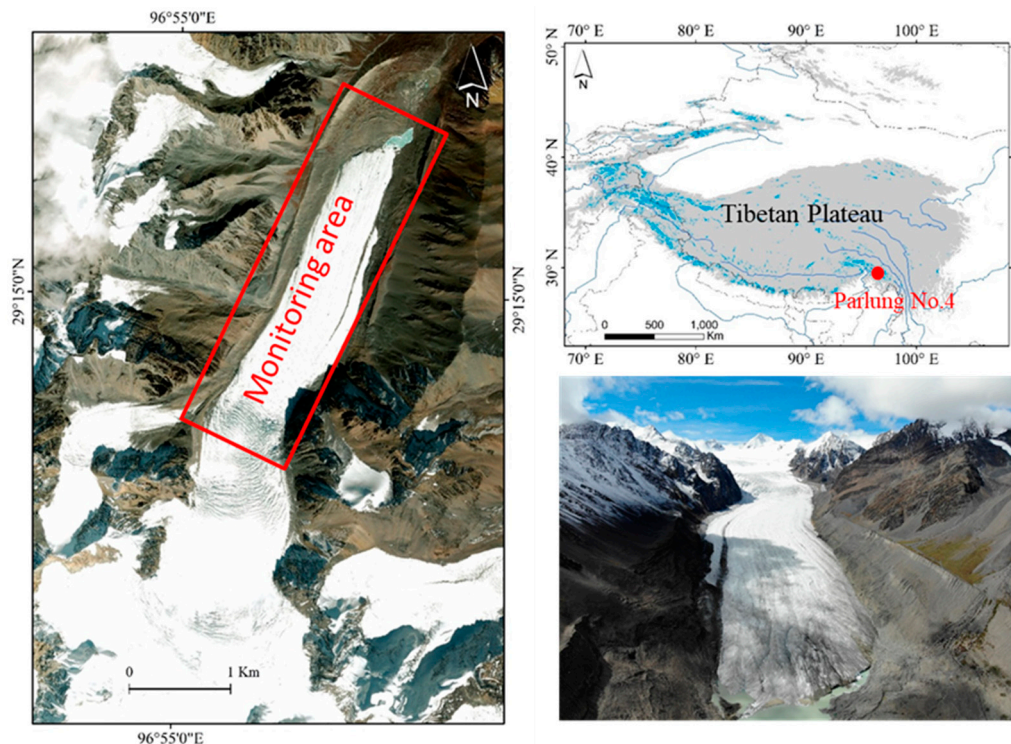 96°55'0"E
N
29°15'0"N
29°15'0"N
Monitoring area
0 1 Km
96°55'0"E
70° E 80° E 90° E 100° E
50° N
N
40° N
30° N
Tibetan Plateau
Parlung No.4
0 500 1,000
Km
70° E 80° E 90° E 100° E